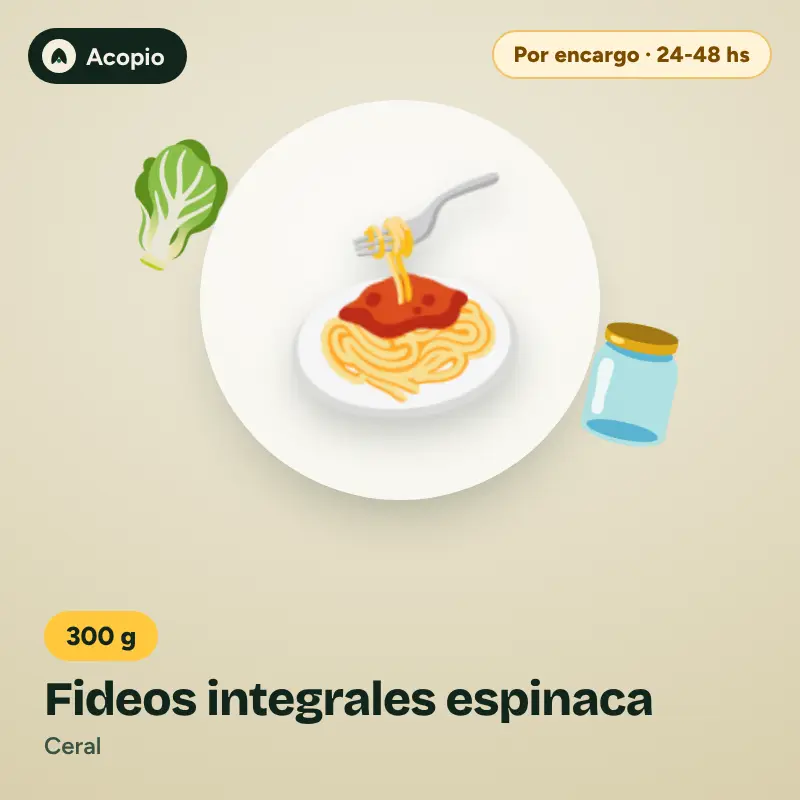 Acopio
Por encargo · 24-48 hs
300 g
Fideos integrales espinaca
Ceral